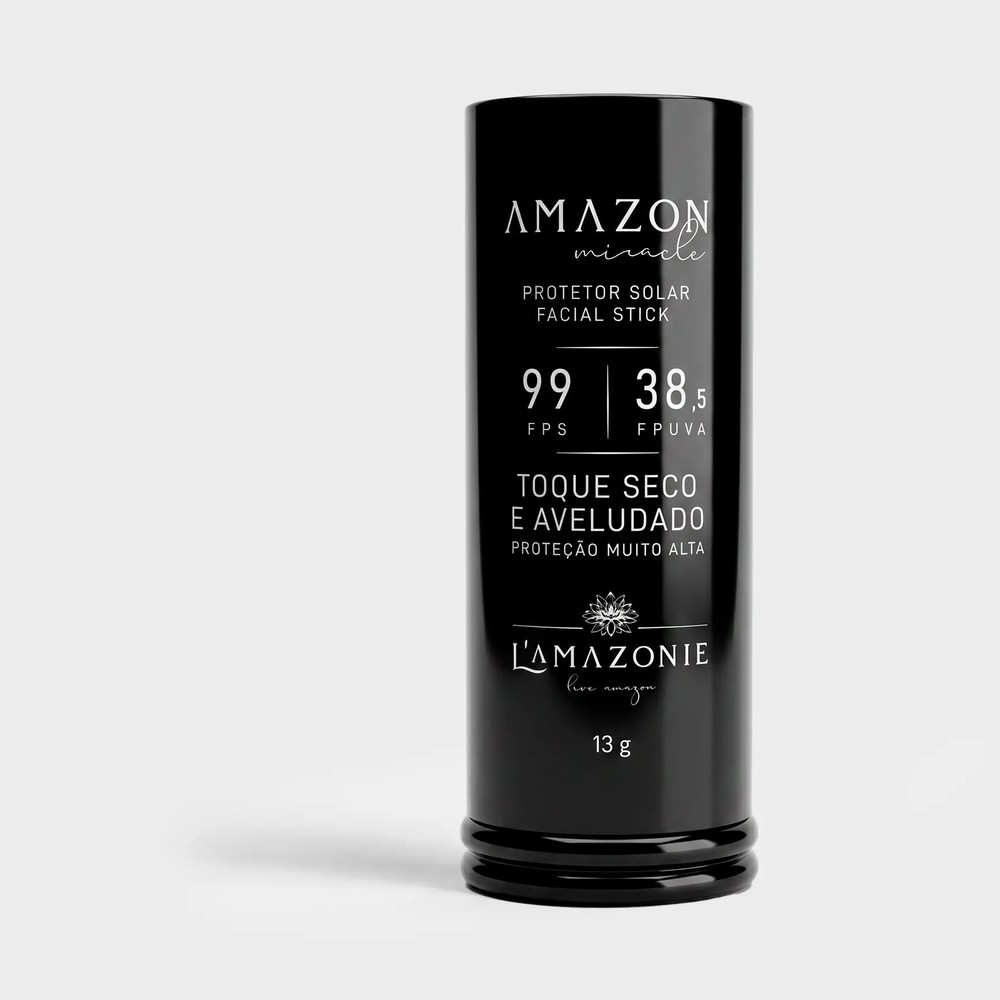 AMAZON
miracle
PROTETOR SOLAR
FACIAL STICK
99 38,5
FPS FPUVA
TOQUE SECO
E AVELUDADO
PROTEÇÃO MUITO ALTA
L'AMAZONIE
live amazon
13 g